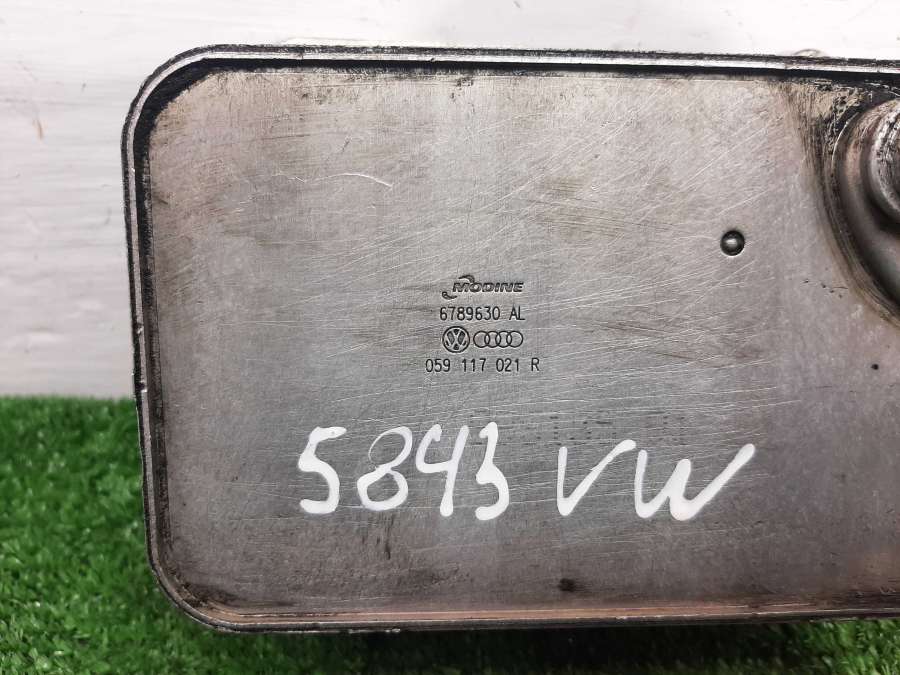 MODINE
6789630 AL
059 117 021 R
5843 VW